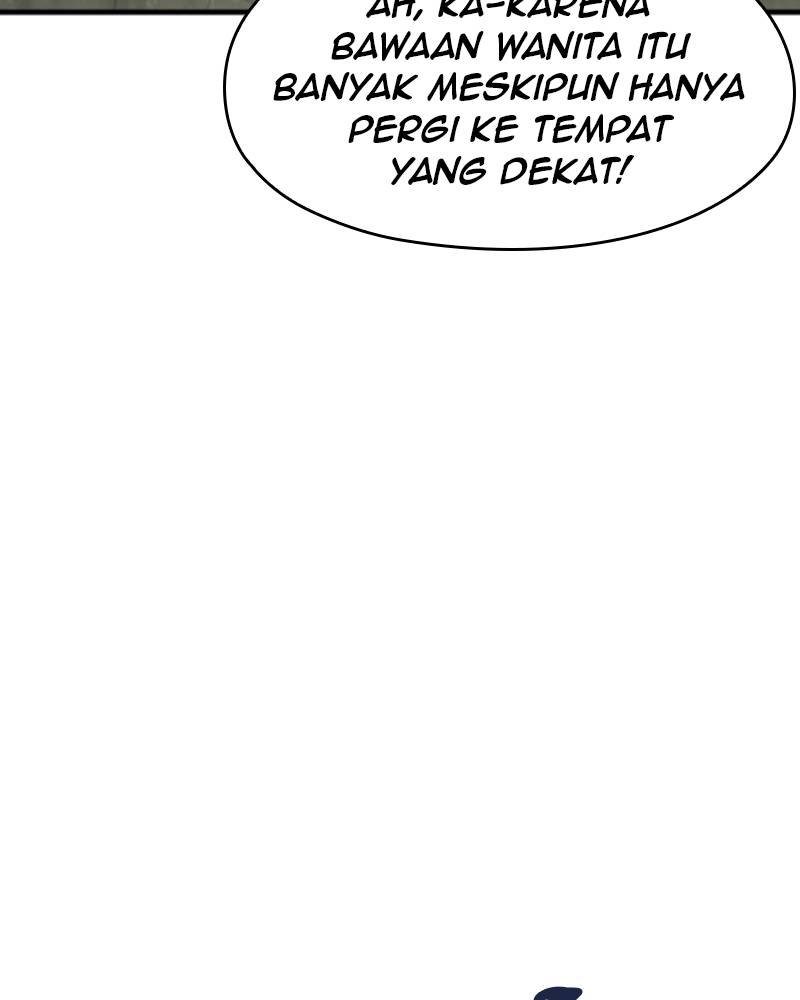 AH, KA-KARENA
BAWAAN WANITA ITU
BANYAK MESKIPUN HANYA
PERGI KE TEMPAT
YANG DEKAT!